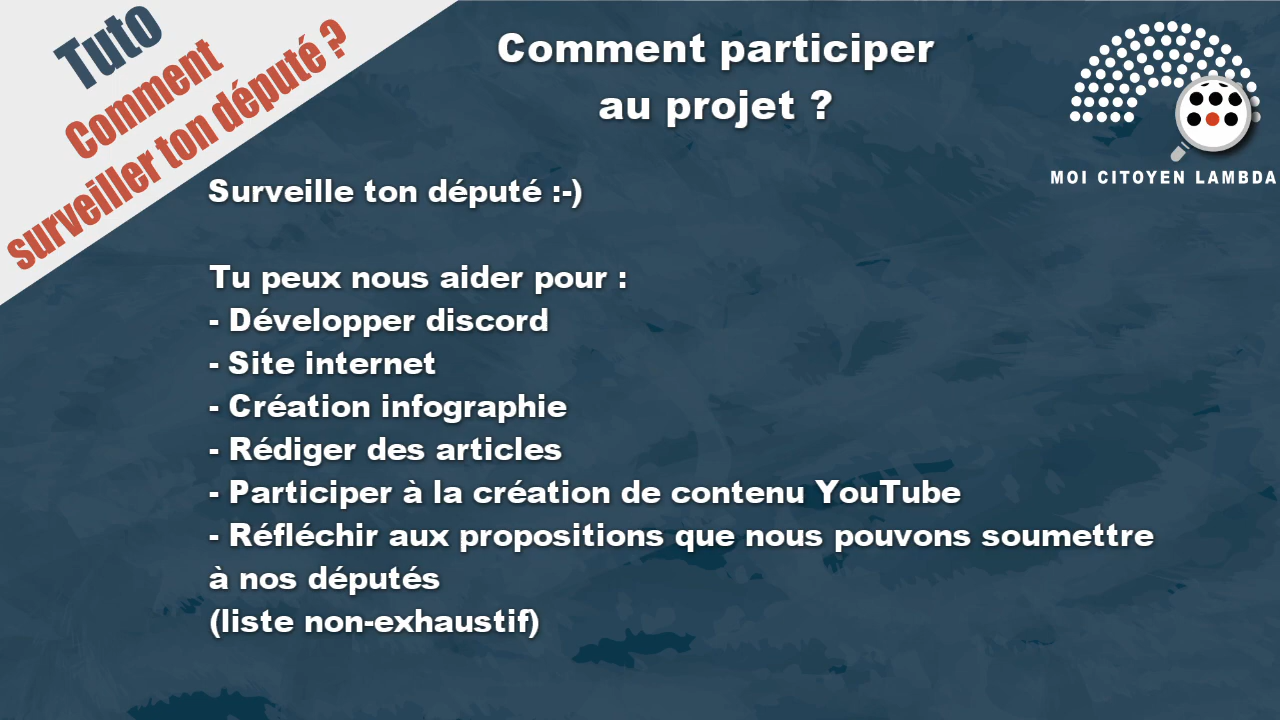 Tuto
Comment
surveiller ton député ?
Comment participer
au projet ?
MOI CITOYEN LAMBDA
Surveille ton député :-)
Tu peux nous aider pour :
- Développer discord
- Site internet
- Création infographie
- Rédiger des articles
- Participer à la création de contenu YouTube
- Réfléchir aux propositions que nous pouvons soumettre
à nos députés
(liste non-exhaustif)